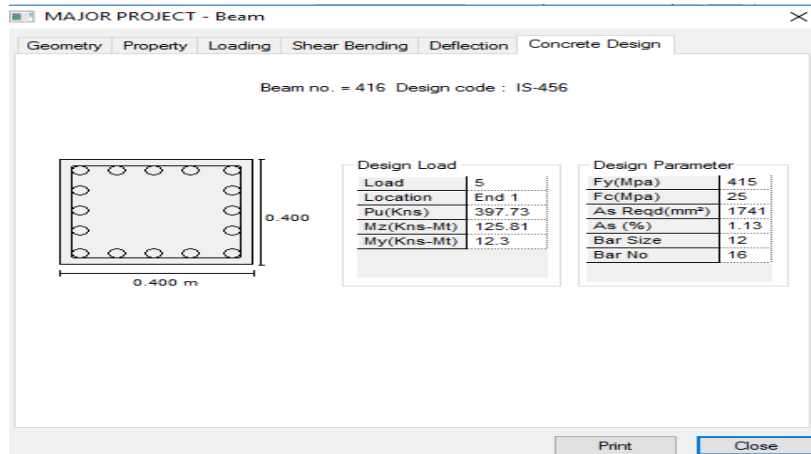 MAJOR PROJECT - Beam
Geometry Property Loading Shear Bending Deflection Concrete Design
Beam no. = 416 Design code : IS-456
0.400
0.400 m
Design Load
Load 5
Location End 1
Pu(Kns) 397.73
Mz(Kns-Mt) 125.81
My(Kns-Mt) 12.3
Design Parameter
Fy(Mpa) 415
Fc(Mpa) 25
As Reqd(mm²) 1741
As (%) 1.13
Bar Size 12
Bar No 16
Print Close